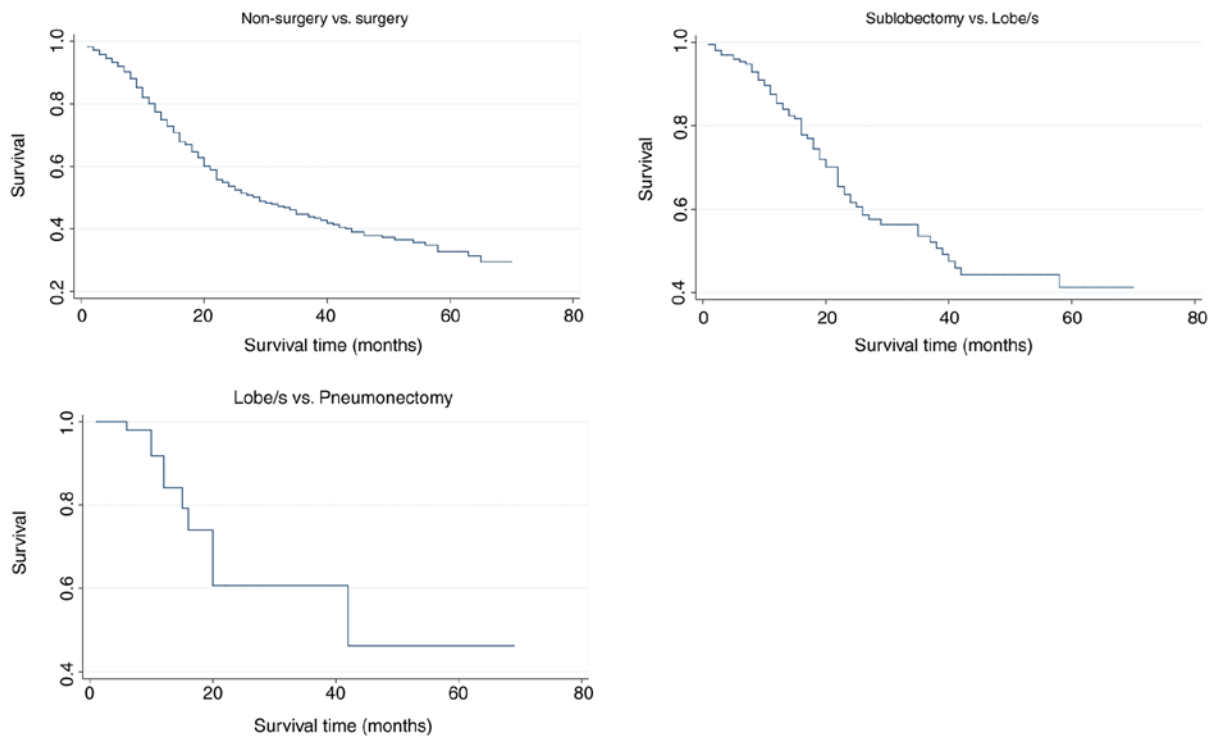 Non-surgery vs. surgery
Survival
1.0
0.8
0.6
0.4
0.2
0 20 40 60 80
Survival time (months)
Sublobectomy vs. Lobe/s
Survival
1.0
0.8
0.6
0.4
0 20 40 60 80
Survival time (months)
Lobe/s vs. Pneumonectomy
Survival
1.0
0.8
0.6
0.4
0 20 40 60 80
Survival time (months)